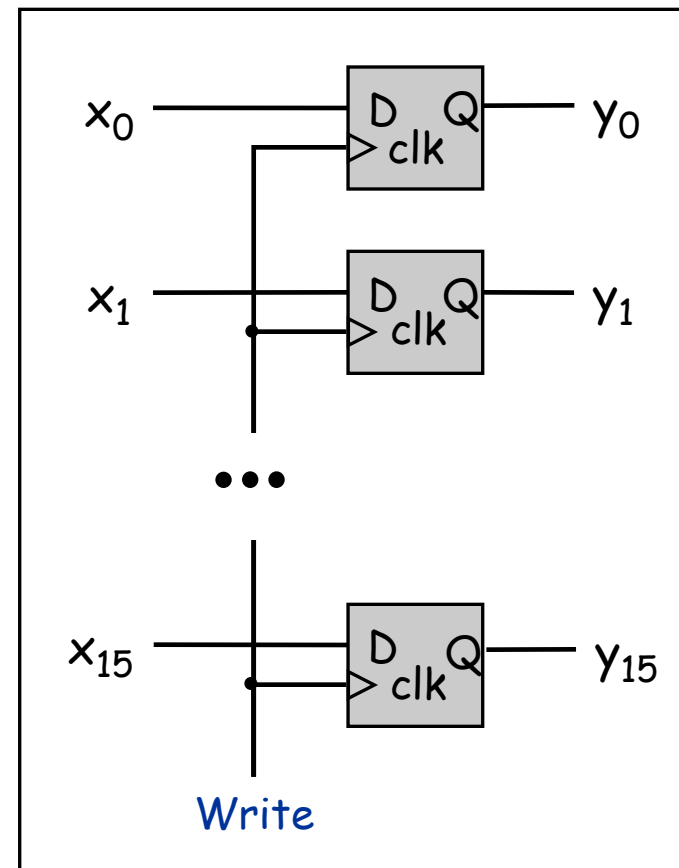 x₀ D Q y₀
clk
x₁ D Q y₁
clk
•••
x₁₅ D Q y₁₅
clk
Write